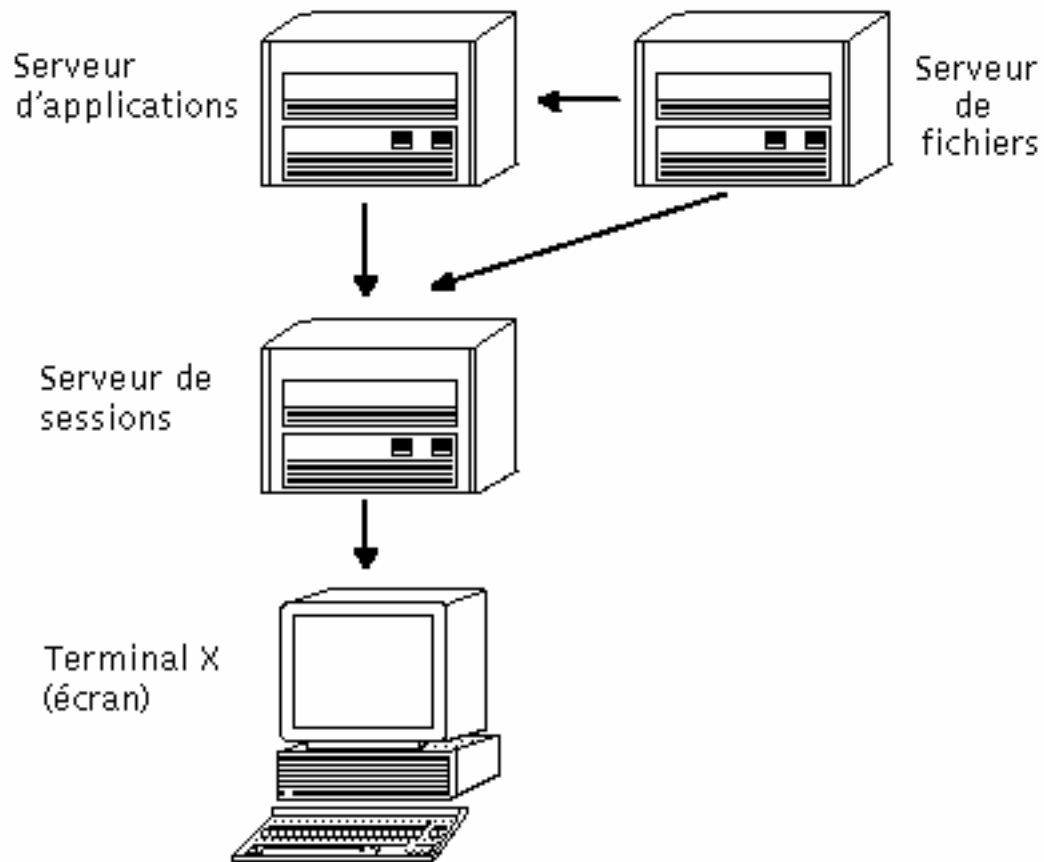 Serveur
d'applications
Serveur
de
fichiers
Serveur de
sessions
Terminal X
(écran)